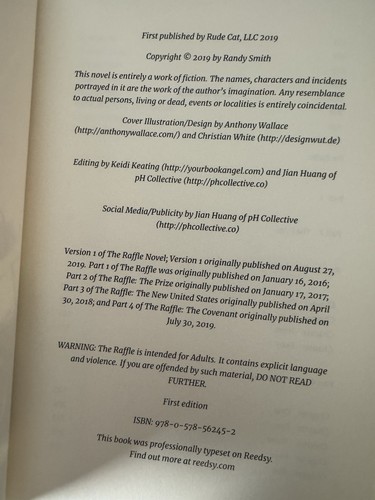 First published by Rude Cat, LLC 2019
Copyright © 2019 by Randy Smith
This novel is entirely a work of fiction. The names, characters and incidents
portrayed in it are the work of the author's imagination. Any resemblance
to actual persons, living or dead, events or localities is entirely coincidental.
Cover Illustration/Design by Anthony Wallace
(http://anthonywallace.com/) and Christian White (http://designwut.de)
Editing by Keidi Keating (http://yourbookangel.com) and Jian Huang of
pH Collective (http://phcollective.co)
Social Media/Publicity by Jian Huang of pH Collective
(http://phcollective.co)
Version 1 of The Raffle Novel; Version 1 originally published on August 27,
2019. Part 1 of The Raffle was originally published on January 16, 2016;
Part 2 of The Raffle: The Prize originally published on January 17, 2017;
Part 3 of The Raffle: The New United States originally published on April
30, 2018; and Part 4 of The Raffle: The Covenant originally published on
July 30, 2019.
WARNING: The Raffle is intended for Adults. It contains explicit language
and violence. If you are offended by such material, DO NOT READ
FURTHER.
First edition
ISBN: 978-0-578-56245-2
This book was professionally typeset on Reedsy.
Find out more at reedsy.com